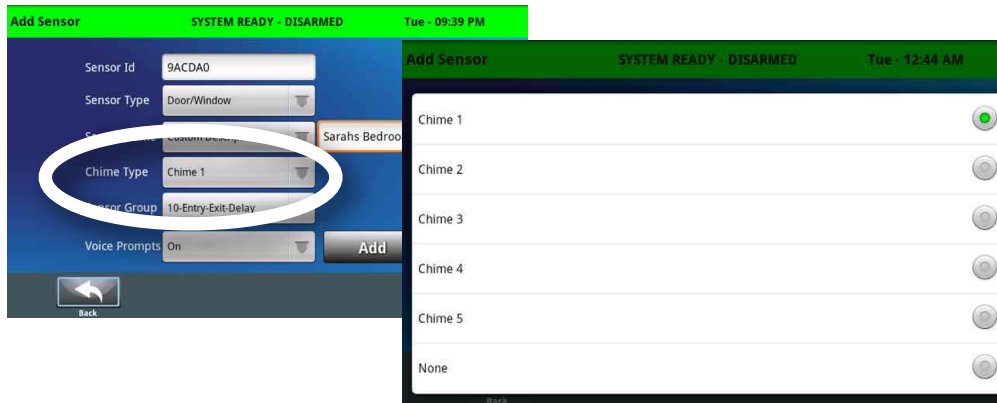 Add Sensor SYSTEM READY - DISARMED Tue - 09:39 PM
Sensor Id 9ACDA0
Sensor Type Door/Window
Sarahs Bedroo
Chime Type Chime 1
Sensor Group 10-Entry-Exit-Delay
Voice Prompts On Add
Back
Add Sensor SYSTEM READY - DISARMED Tue - 12:44 AM
Chime 1
Chime 2
Chime 3
Chime 4
Chime 5
None
Back